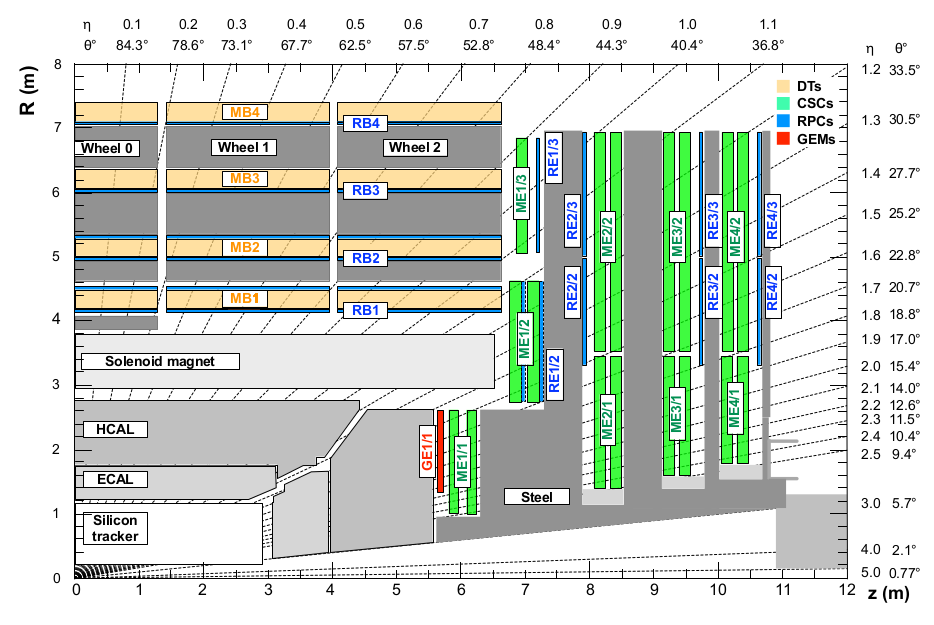 η 0.1 0.2 0.3 0.4 0.5 0.6 0.7 0.8 0.9 1.0 1.1
θ° 84.3° 78.6° 73.1° 67.7° 62.5° 57.5° 52.8° 48.4° 44.3° 40.4° 36.8°
η θ°
R (m)
8
7
6
5
4
3
2
1
0
1.2 33.5°
1.3 30.5°
1.4 27.7°
1.5 25.2°
1.6 22.8°
1.7 20.7°
1.8 18.8°
1.9 17.0°
2.0 15.4°
2.1 14.0°
2.2 12.6°
2.3 11.5°
2.4 10.4°
2.5 9.4°
3.0 5.7°
4.0 2.1°
5.0 0.77°
DTs
CSCs
RPCs
GEMs
MB4
RB4
Wheel 0
Wheel 1
Wheel 2
MB3
RB3
MB2
RB2
MB1
RB1
Solenoid magnet
HCAL
ECAL
Silicon
tracker
Steel
GE1/1
ME1/1
ME1/2
ME1/3
RE1/3
RE1/2
RE2/3
RE2/2
ME2/2
ME2/1
ME3/2
ME3/1
RE3/3
RE3/2
ME4/2
ME4/1
RE4/3
RE4/2
0 1 2 3 4 5 6 7 8 9 10 11 12
z (m)